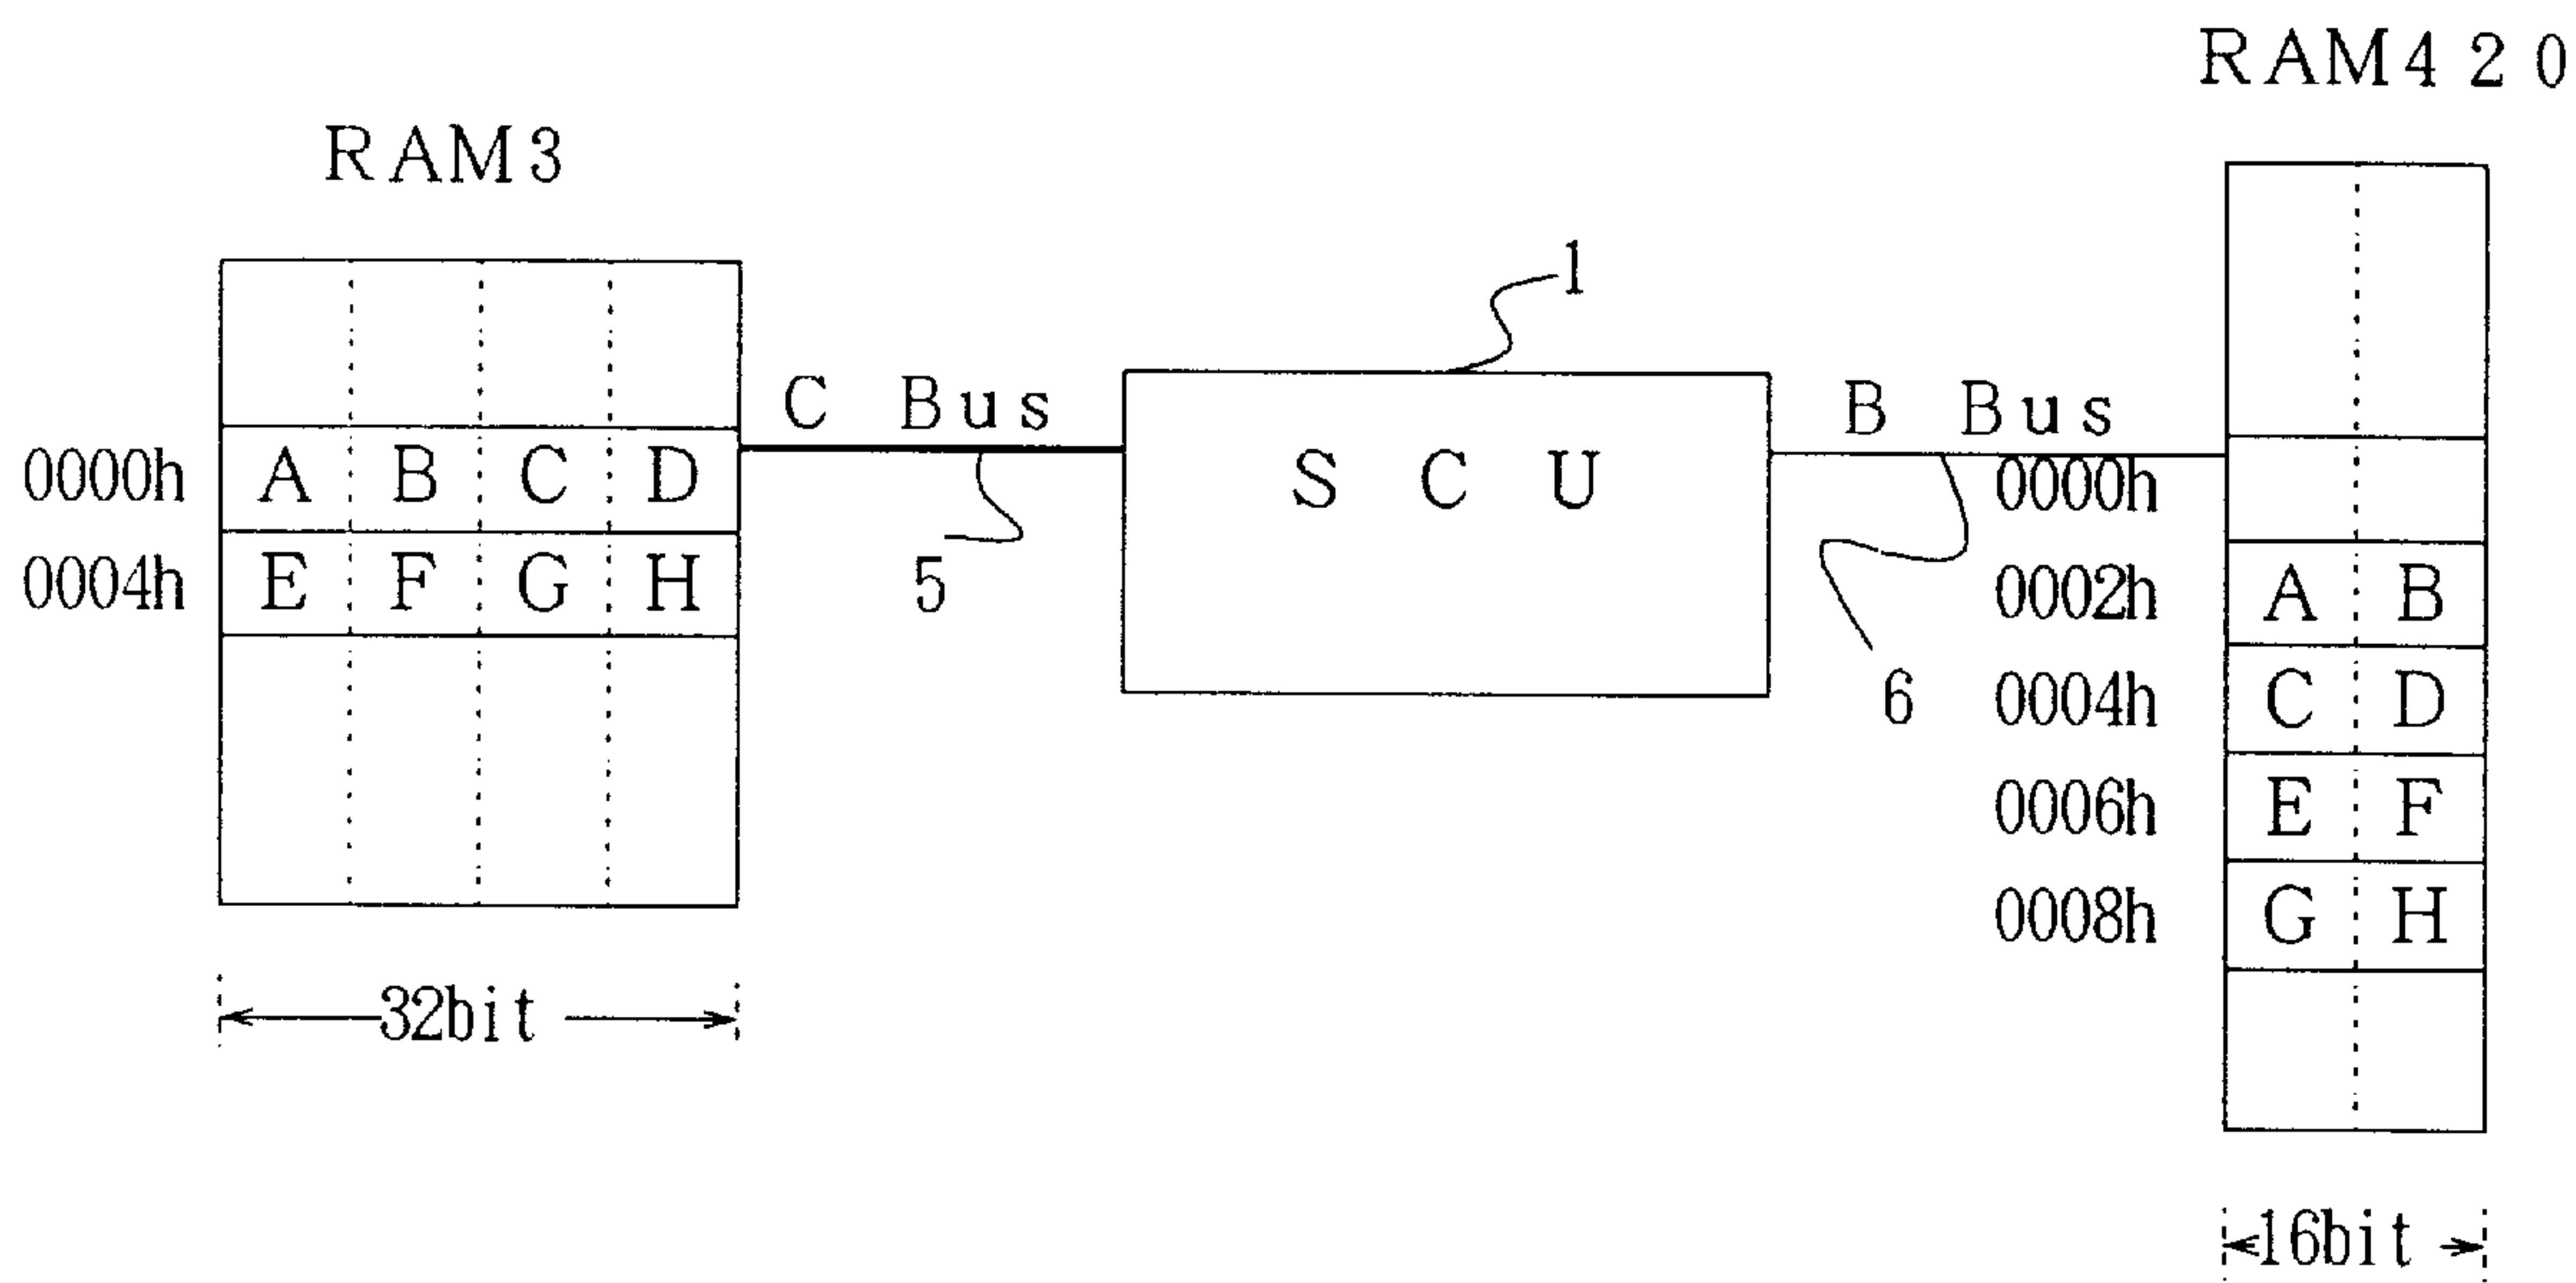 RAM420
RAM3
1
C Bus
B Bus
0000h A B C D
S C U
0000h
0004h E F G H
5
0002h A B
6
0004h C D
0006h E F
0008h G H
32bit
16bit